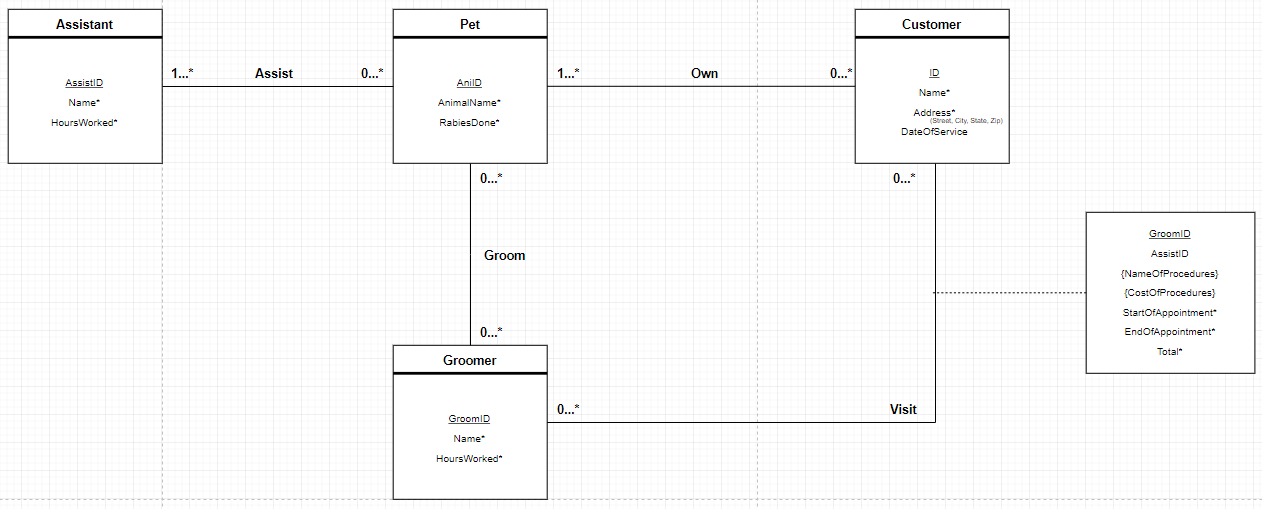 Assistant
AssistID
Name*
HoursWorked*
1...*
Assist
0...*
Pet
AniID
AnimalName*
RabiesDone*
1...*
Own
0...*
Customer
ID
Name*
Address*
(Street, City, State, Zip)
DateOfService
0...*
Groom
0...*
0...*
GroomID
AssistID
{NameOfProcedures}
{CostOfProcedures}
StartOfAppointment*
EndOfAppointment*
Total*
Groomer
GroomID
Name*
HoursWorked*
0...*
Visit